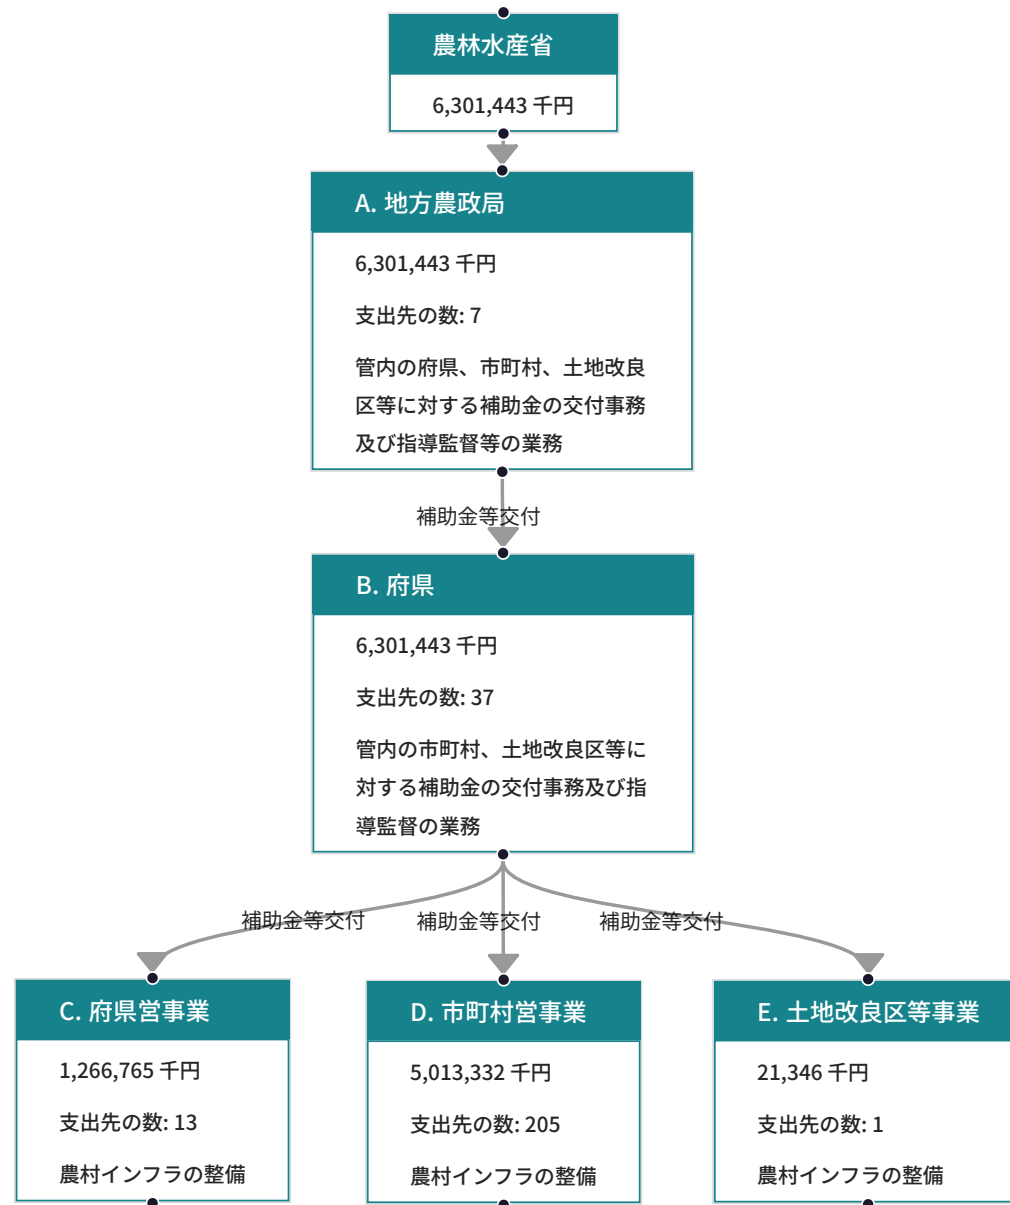 農林水産省
6,301,443 千円
A. 地方農政局
6,301,443 千円
支出先の数: 7
管内の府県、市町村、土地改良
区等に対する補助金の交付事務
及び指導監督等の業務
補助金等交付
B. 府県
6,301,443 千円
支出先の数: 37
管内の市町村、土地改良区等に
対する補助金の交付事務及び指
導監督の業務
補助金等交付
補助金等交付
補助金等交付
C. 府県営事業
1,266,765 千円
支出先の数: 13
農村インフラの整備
D. 市町村営事業
5,013,332 千円
支出先の数: 205
農村インフラの整備
E. 土地改良区等事業
21,346 千円
支出先の数: 1
農村インフラの整備